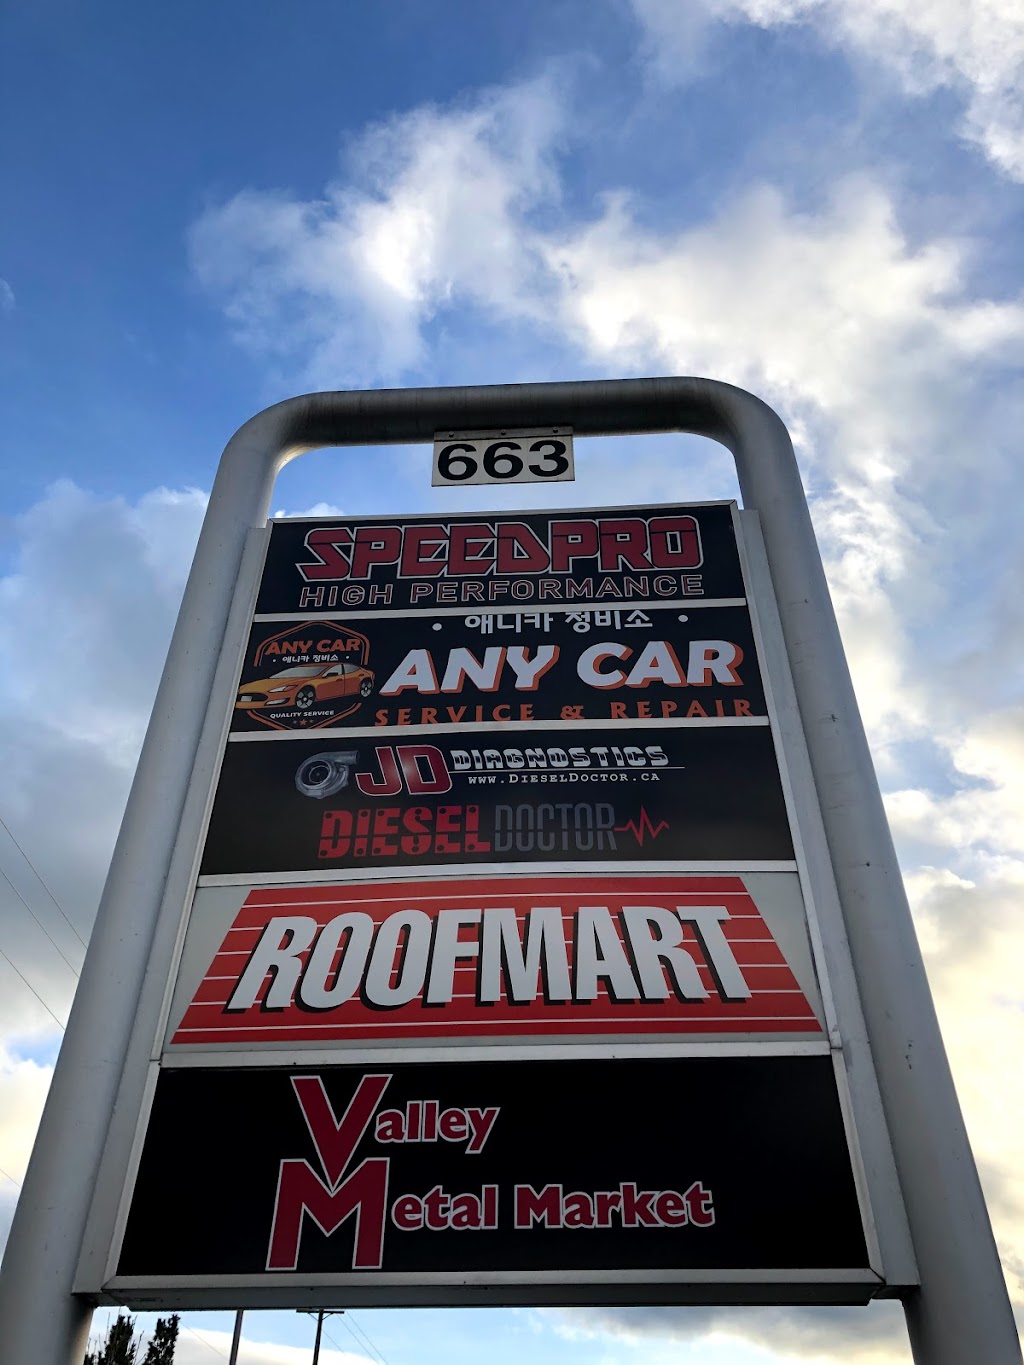 663
SPEEDPRO
HIGH PERFORMANCE
• 애니카 정비소 •
ANY CAR
• 애니카 정비소 •
QUALITY SERVICE
ANY CAR
SERVICE & REPAIR
JD DIAGNOSTICS
WWW.DIESELDOCTOR.CA
DIESEL DOCTOR
ROOFMART
Valley
Metal Market